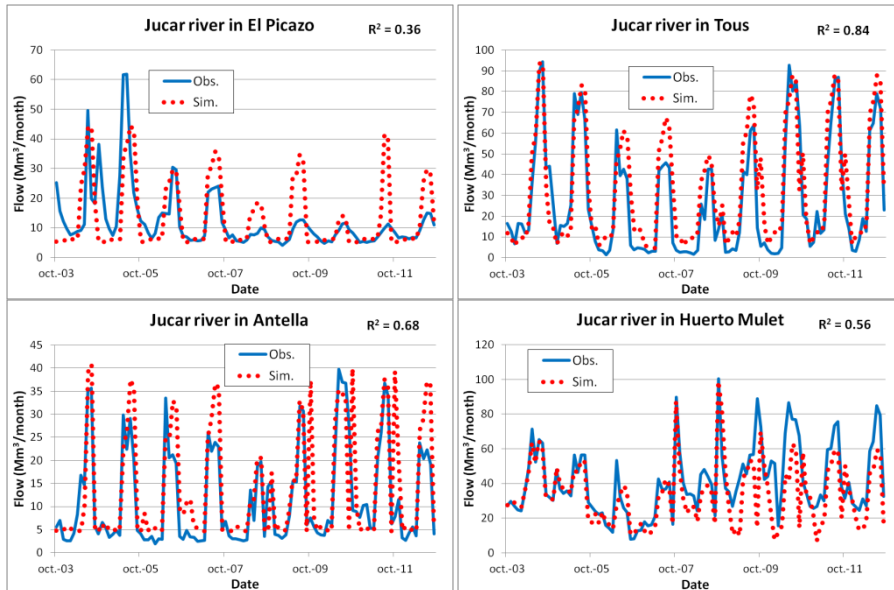 Jucar river in El Picazo
R² = 0.36
Flow (Mm³/month)
70
60
50
40
30
20
10
0
Obs.
Sim.
oct.-03
oct.-05
oct.-07
oct.-09
oct.-11
Date
Jucar river in Tous
R² = 0.84
Flow (Mm³/month)
100
90
80
70
60
50
40
30
20
10
0
Obs.
Sim.
oct.-03
oct.-05
oct.-07
oct.-09
oct.-11
Date
Jucar river in Antella
R² = 0.68
Flow (Mm³/month)
45
40
35
30
25
20
15
10
5
0
Obs.
Sim.
oct.-03
oct.-05
oct.-07
oct.-09
oct.-11
Date
Jucar river in Huerto Mulet
R² = 0.56
Flow (Mm³/month)
120
100
80
60
40
20
0
Obs.
Sim.
oct.-03
oct.-05
oct.-07
oct.-09
oct.-11
Date